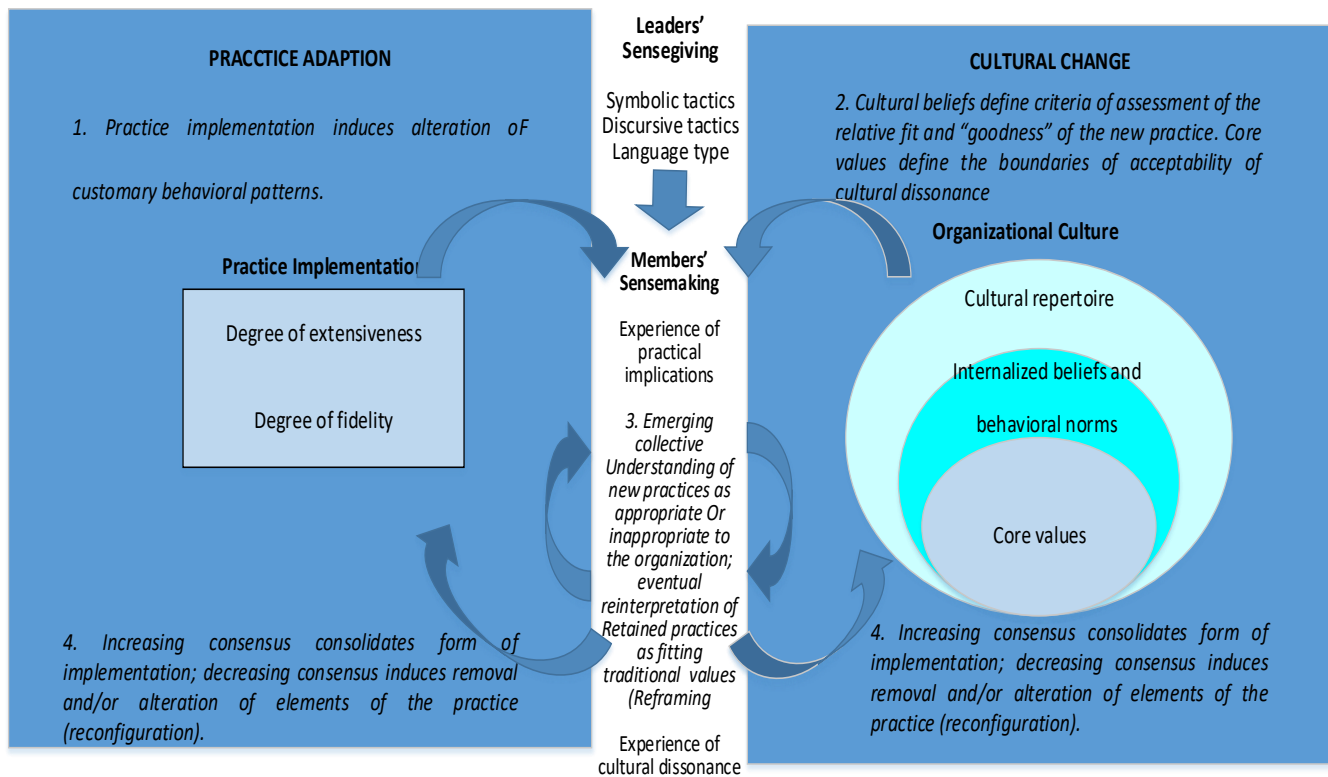 PRACCTICE ADAPTION
1. Practice implementation induces alteration oF
customary behavioral patterns.
Practice Implementation
Degree of extensiveness
Degree of fidelity
4. Increasing consensus consolidates form of
implementation; decreasing consensus induces removal
and/or alteration of elements of the practice
(reconfiguration).
Leaders'
Sensegiving
Symbolic tactics
Discursive tactics
Language type
Members'
Sensemaking
Experience of
practical
implications
3. Emerging
collective
Understanding of
new practices as
appropriate Or
inappropriate to
the organization;
eventual
reinterpretation of
Retained practices
as fitting
traditional values
(Reframing
Experience of
cultural dissonance
CULTURAL CHANGE
2. Cultural beliefs define criteria of assessment of the
relative fit and “goodness” of the new practice. Core
values define the boundaries of acceptability of
cultural dissonance
Organizational Culture
Cultural repertoire
Internalized beliefs and
behavioral norms
Core values
4. Increasing consensus consolidates form of
implementation; decreasing consensus induces
removal and/or alteration of elements of the
practice (reconfiguration).